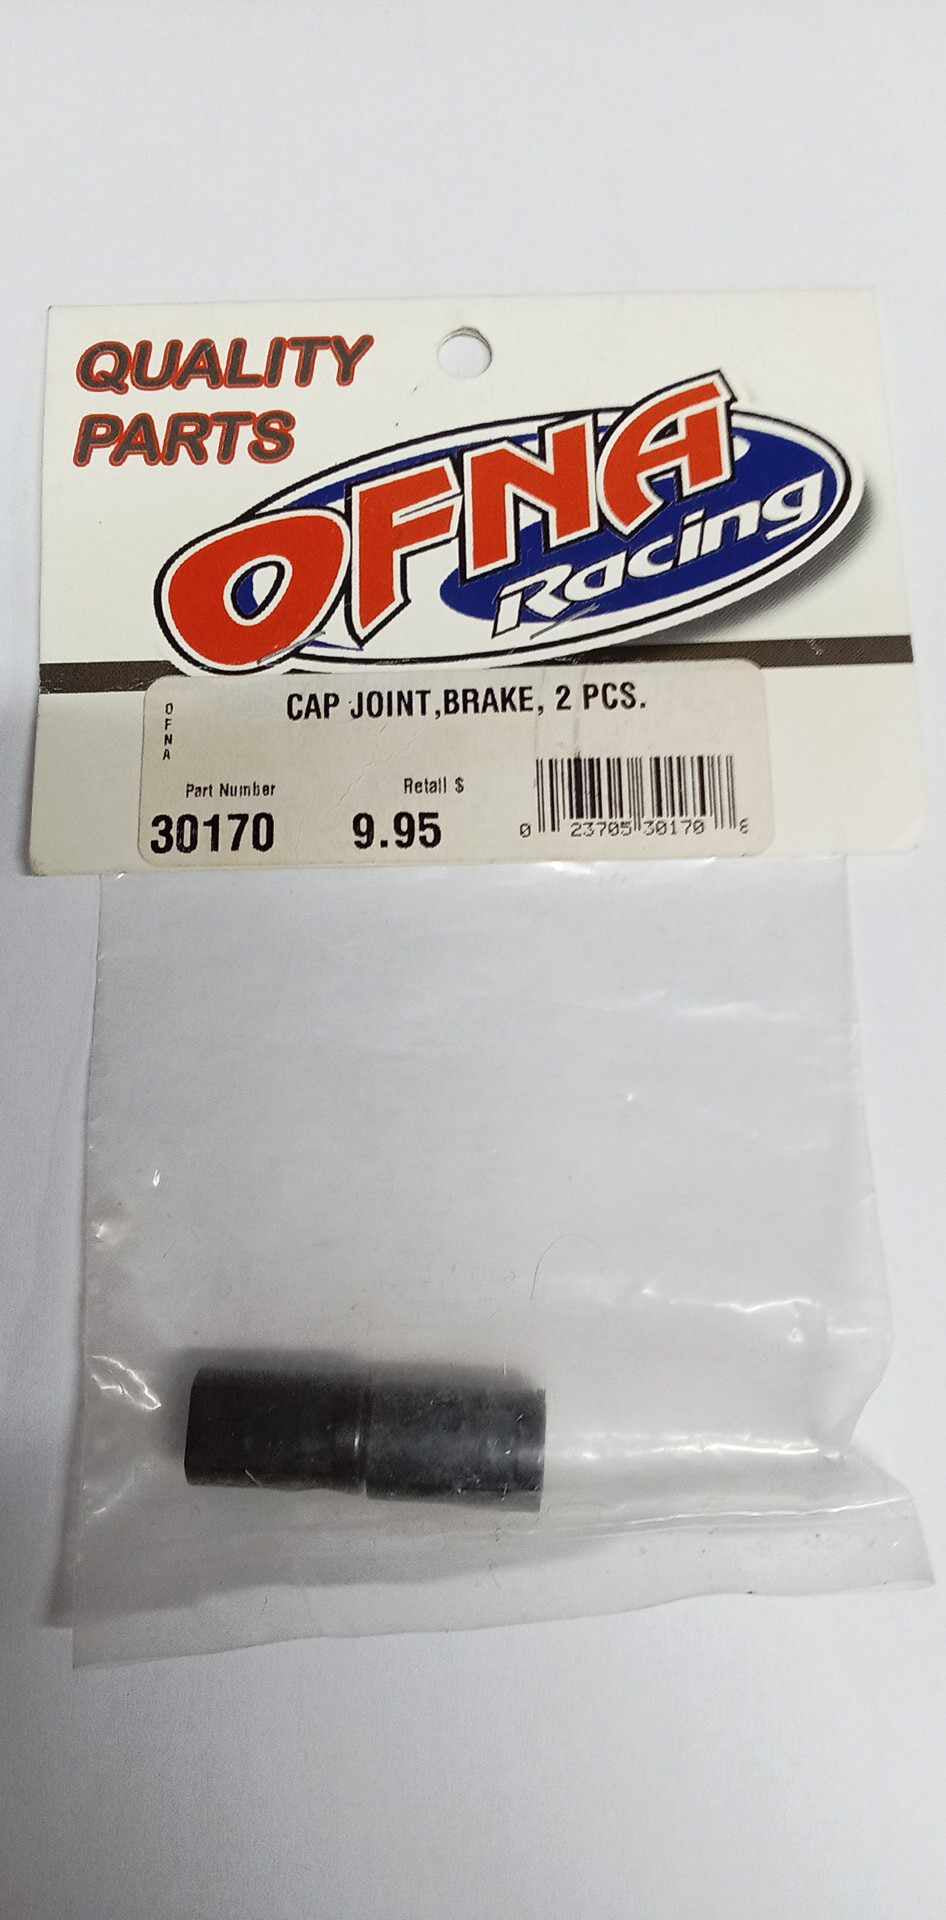 QUALITY
PARTS
OFNA
Racing
OFNA
CAP JOINT,BRAKE, 2 PCS.
Part Number
Retail $
30170
9.95
0 23705 30170